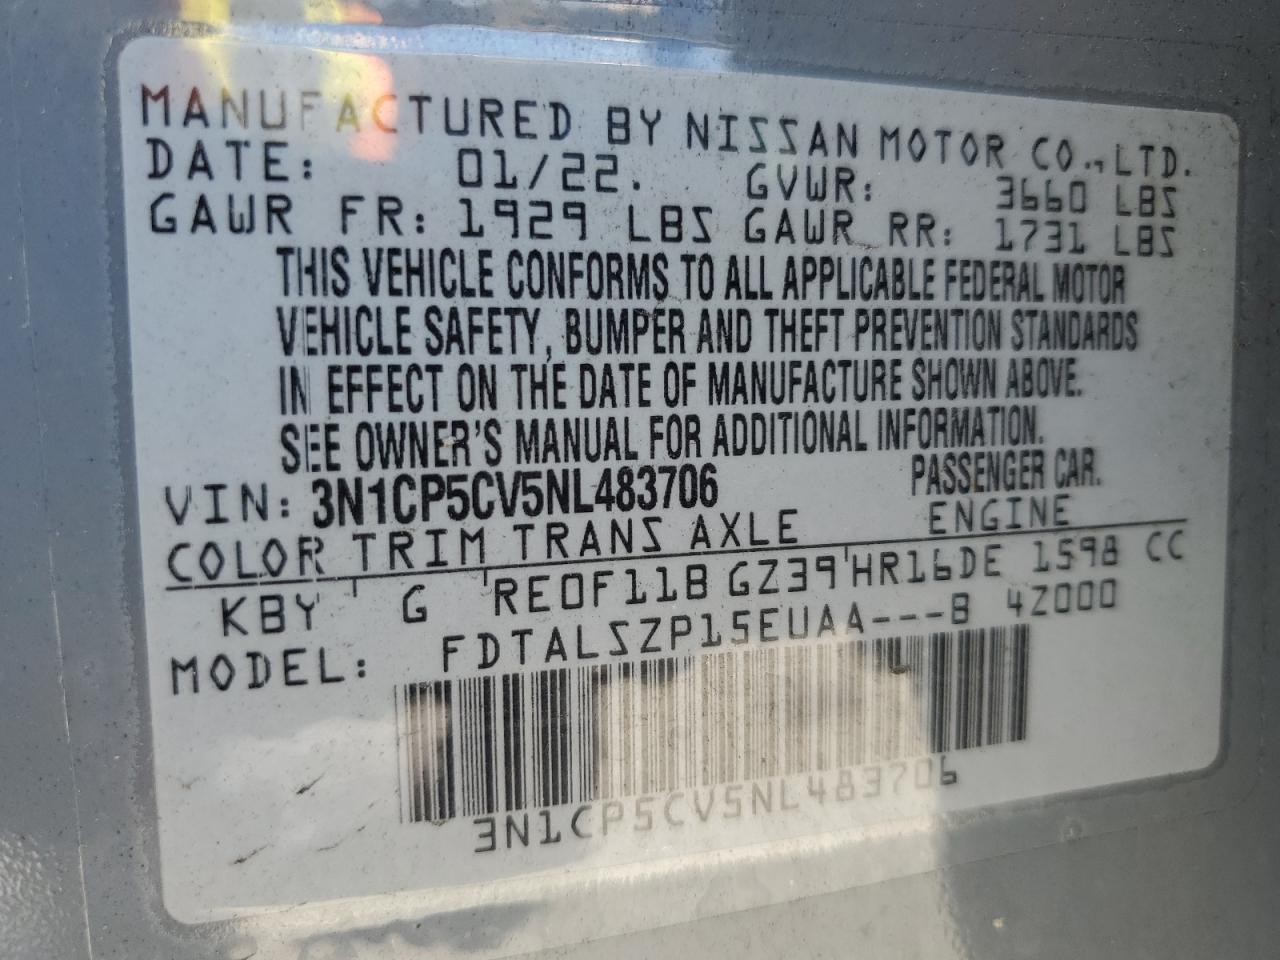 MANUFACTURED BY NISSAN MOTOR CO.,LTD.
DATE: 01/22. GVWR: 3660 LBS
GAWR FR: 1929 LBS GAWR RR: 1731 LBS
THIS VEHICLE CONFORMS TO ALL APPLICABLE FEDERAL MOTOR
VEHICLE SAFETY, BUMPER AND THEFT PREVENTION STANDARDS
IN EFFECT ON THE DATE OF MANUFACTURE SHOWN ABOVE.
SEE OWNER'S MANUAL FOR ADDITIONAL INFORMATION.
VIN: 3N1CP5CV5NL483706 PASSENGER CAR.
COLOR TRIM TRANS AXLE ENGINE
KBY G RE0F11B GZ39 HR16DE 1598 CC
MODEL: FDTALSZP15EUAA---B 4Z000
3N1CP5CV5NL483706